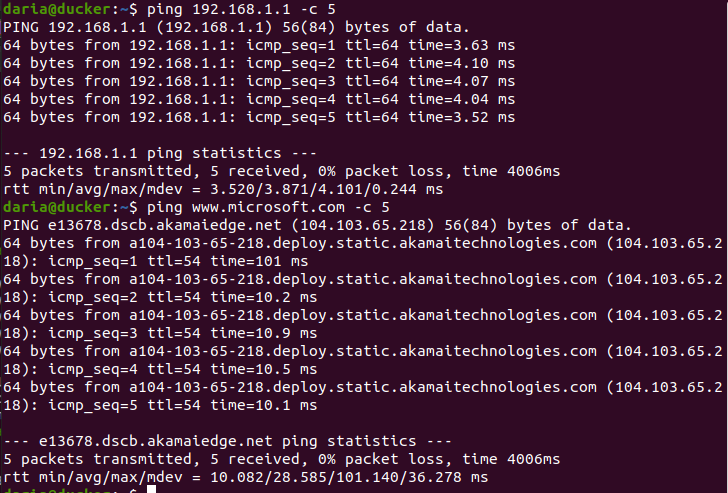 daria@ducker:~$ ping 192.168.1.1 -c 5
PING 192.168.1.1 (192.168.1.1) 56(84) bytes of data.
64 bytes from 192.168.1.1: icmp_seq=1 ttl=64 time=3.63 ms
64 bytes from 192.168.1.1: icmp_seq=2 ttl=64 time=4.10 ms
64 bytes from 192.168.1.1: icmp_seq=3 ttl=64 time=4.07 ms
64 bytes from 192.168.1.1: icmp_seq=4 ttl=64 time=4.04 ms
64 bytes from 192.168.1.1: icmp_seq=5 ttl=64 time=3.52 ms

--- 192.168.1.1 ping statistics ---
5 packets transmitted, 5 received, 0% packet loss, time 4006ms
rtt min/avg/max/mdev = 3.520/3.871/4.101/0.244 ms
daria@ducker:~$ ping www.microsoft.com -c 5
PING e13678.dscb.akamaiedge.net (104.103.65.218) 56(84) bytes of data.
64 bytes from a104-103-65-218.deploy.static.akamaitechnologies.com (104.103.65.2
18): icmp_seq=1 ttl=54 time=101 ms
64 bytes from a104-103-65-218.deploy.static.akamaitechnologies.com (104.103.65.2
18): icmp_seq=2 ttl=54 time=10.2 ms
64 bytes from a104-103-65-218.deploy.static.akamaitechnologies.com (104.103.65.2
18): icmp_seq=3 ttl=54 time=10.9 ms
64 bytes from a104-103-65-218.deploy.static.akamaitechnologies.com (104.103.65.2
18): icmp_seq=4 ttl=54 time=10.5 ms
64 bytes from a104-103-65-218.deploy.static.akamaitechnologies.com (104.103.65.2
18): icmp_seq=5 ttl=54 time=10.1 ms

--- e13678.dscb.akamaiedge.net ping statistics ---
5 packets transmitted, 5 received, 0% packet loss, time 4006ms
rtt min/avg/max/mdev = 10.082/28.585/101.140/36.278 ms
daria@ducker:~$